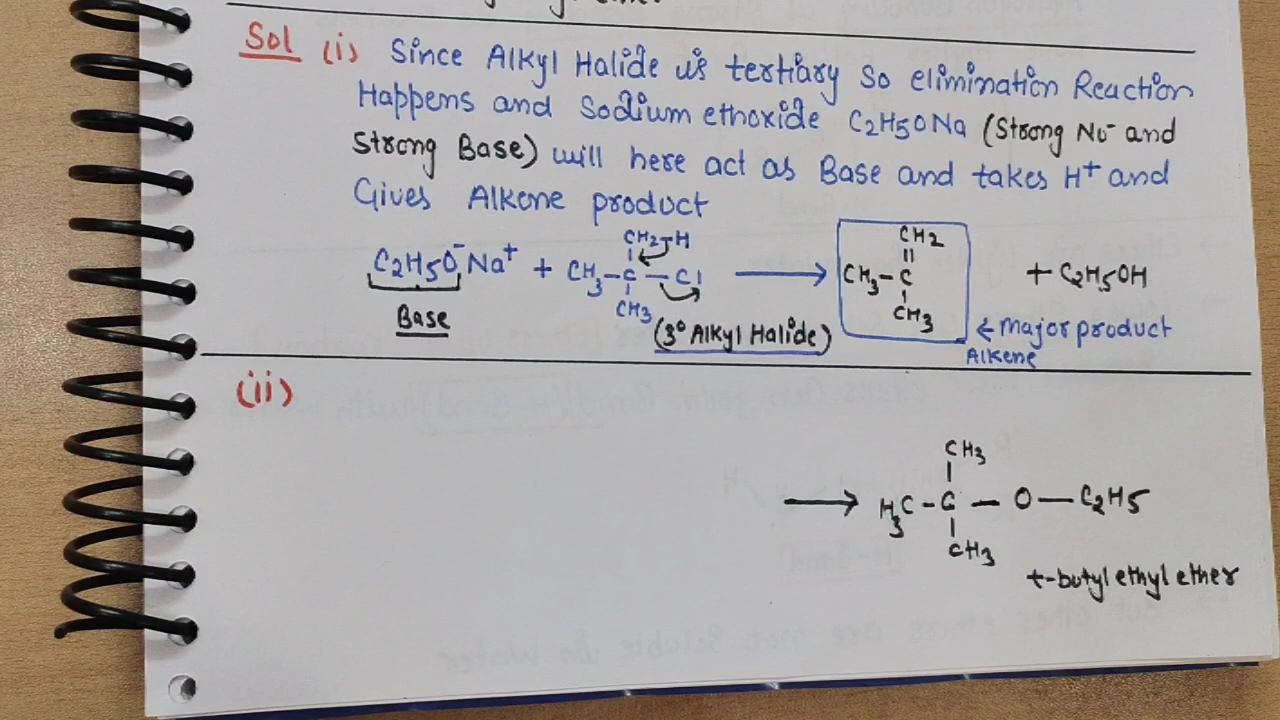 Sol (i) Since Alkyl Halide is tertiary so elimination Reaction
Happens and Sodium ethoxide C2H5ONa (Strong Nu⁻ and
Strong Base) will here act as Base and takes H⁺ and
Gives Alkene product
CH2-H
CH2
C2H5O⁻Na⁺ + CH3-C-Cl → CH3-C + C2H5OH
CH3
CH3
Base
(3° Alkyl Halide)
← major product
Alkene
(ii)
CH3
→ H3C-C-O-C2H5
CH3
t-butyl ethyl ether